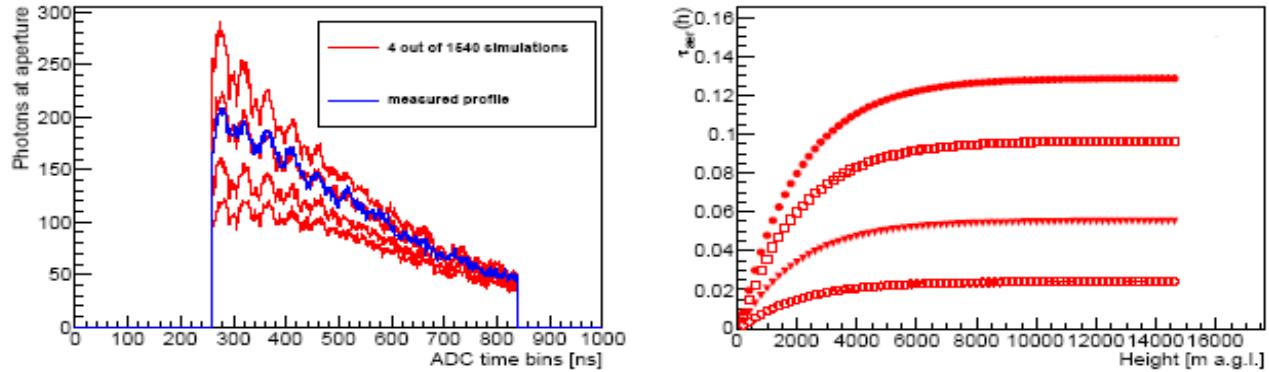 Photons at aperture
300
250
200
150
100
50
0
4 out of 1540 simulations
measured profile
0 100 200 300 400 500 600 700 800 900 1000
ADC time bins [ns]
τaer(h)
0.16
0.14
0.12
0.1
0.08
0.06
0.04
0.02
0
0 2000 4000 6000 8000 10000 12000 14000 16000
Height [m a.g.l.]